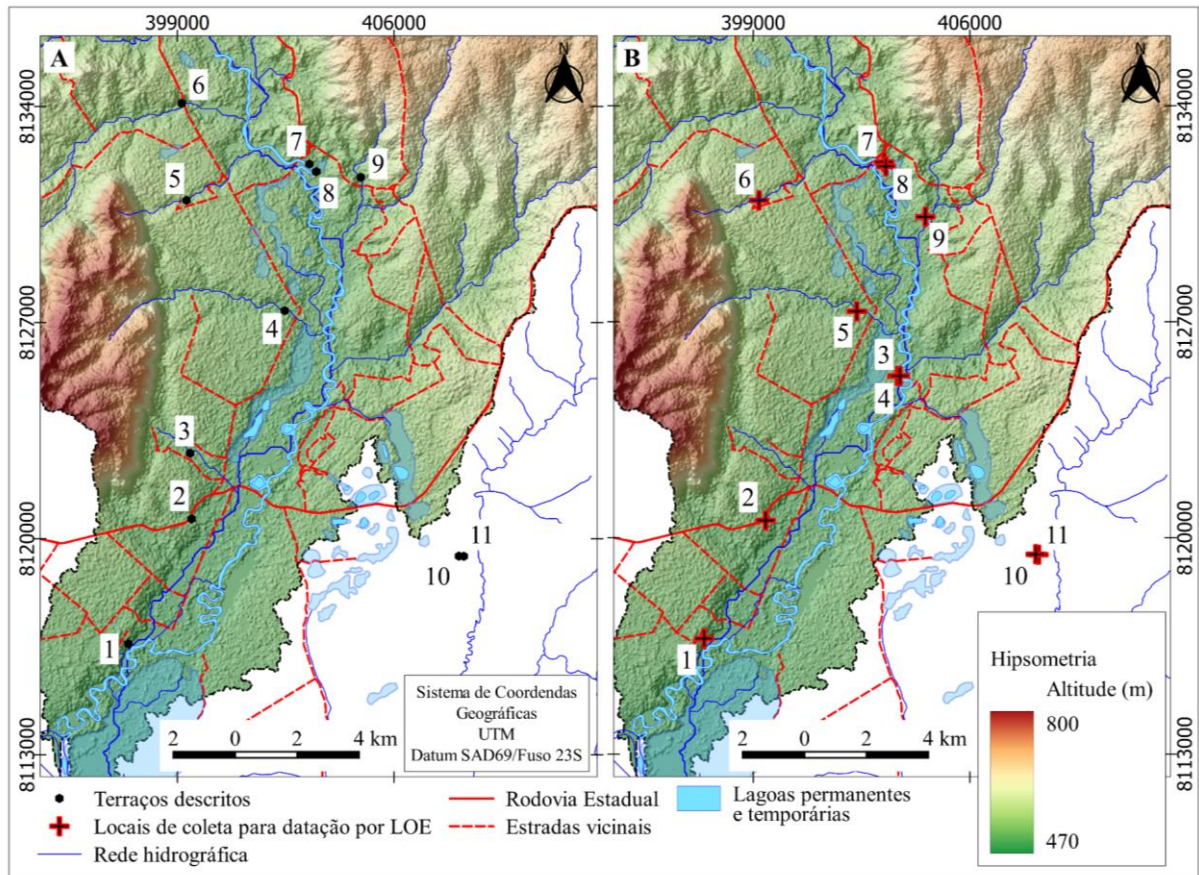 399000
406000
399000
406000
A
N
B
N
8134000
8127000
8120000
8113000
6
7
9
5
8
4
3
2
11
10
1
7
6
8
9
5
3
4
2
11
10
1
8134000
8127000
8120000
8113000
Sistema de Coordendas
Geográficas
UTM
Datum SAD69/Fuso 23S
2 0 2 4 km
2 0 2 4 km
Hipsometria
Altitude (m)
800
470
Terraços descritos
Locais de coleta para datação por LOE
Rede hidrográfica
Rodovia Estadual
Estradas vicinais
Lagoas permanentes
e temporárias